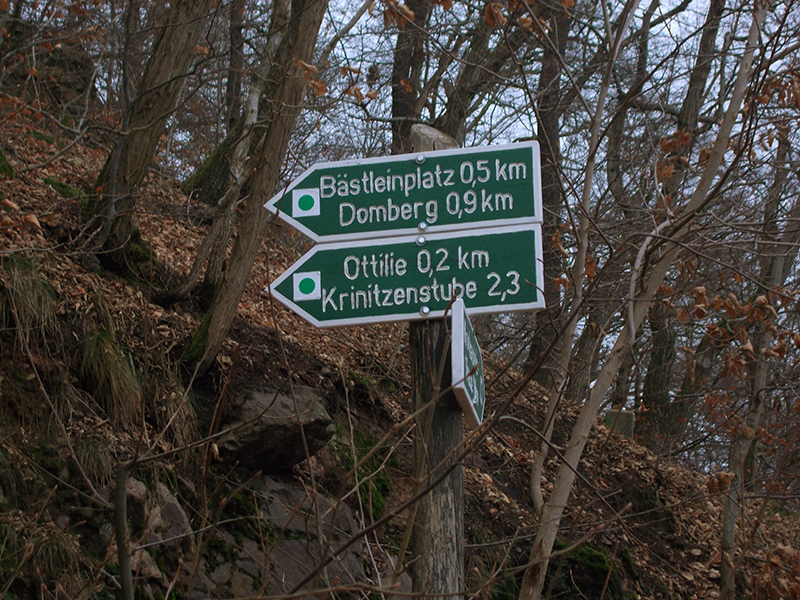 Bästleinplatz 0,5 km
Domberg 0,9 km
Ottilie 0,2 km
Krinitzenstube 2,3